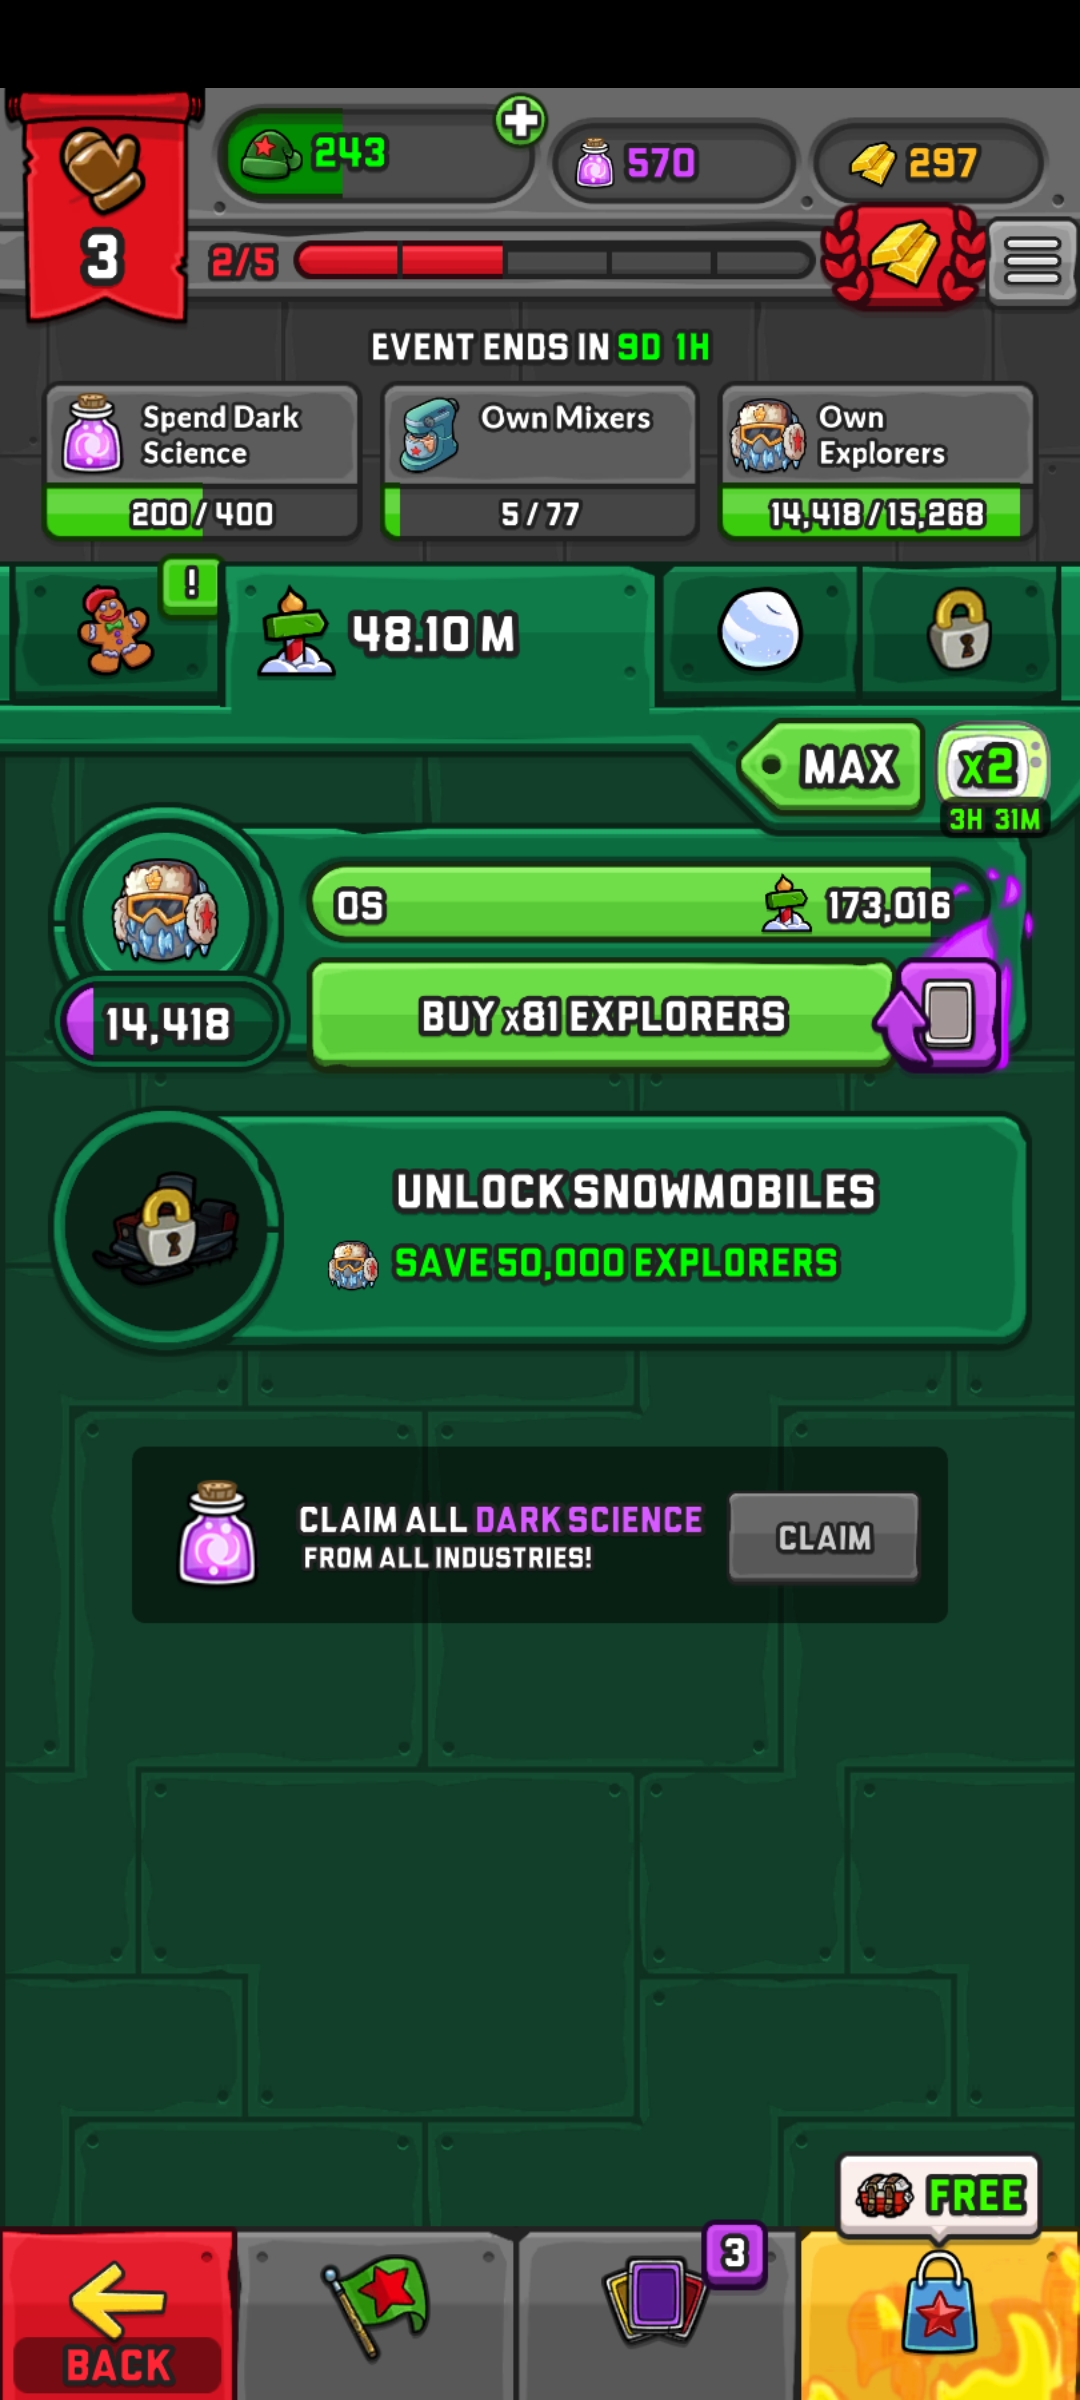 243
570
297
3
2/5
EVENT ENDS IN 9D 1H
Spend Dark
Science
200 / 400
Own Mixers
5 / 77
Own
Explorers
14,418 / 15,268
!
48.10 M
MAX
x2
3H 31M
0S
173,016
14,418
BUY x81 EXPLORERS
UNLOCK SNOWMOBILES
SAVE 50,000 EXPLORERS
CLAIM ALL DARK SCIENCE
FROM ALL INDUSTRIES!
CLAIM
FREE
3
BACK